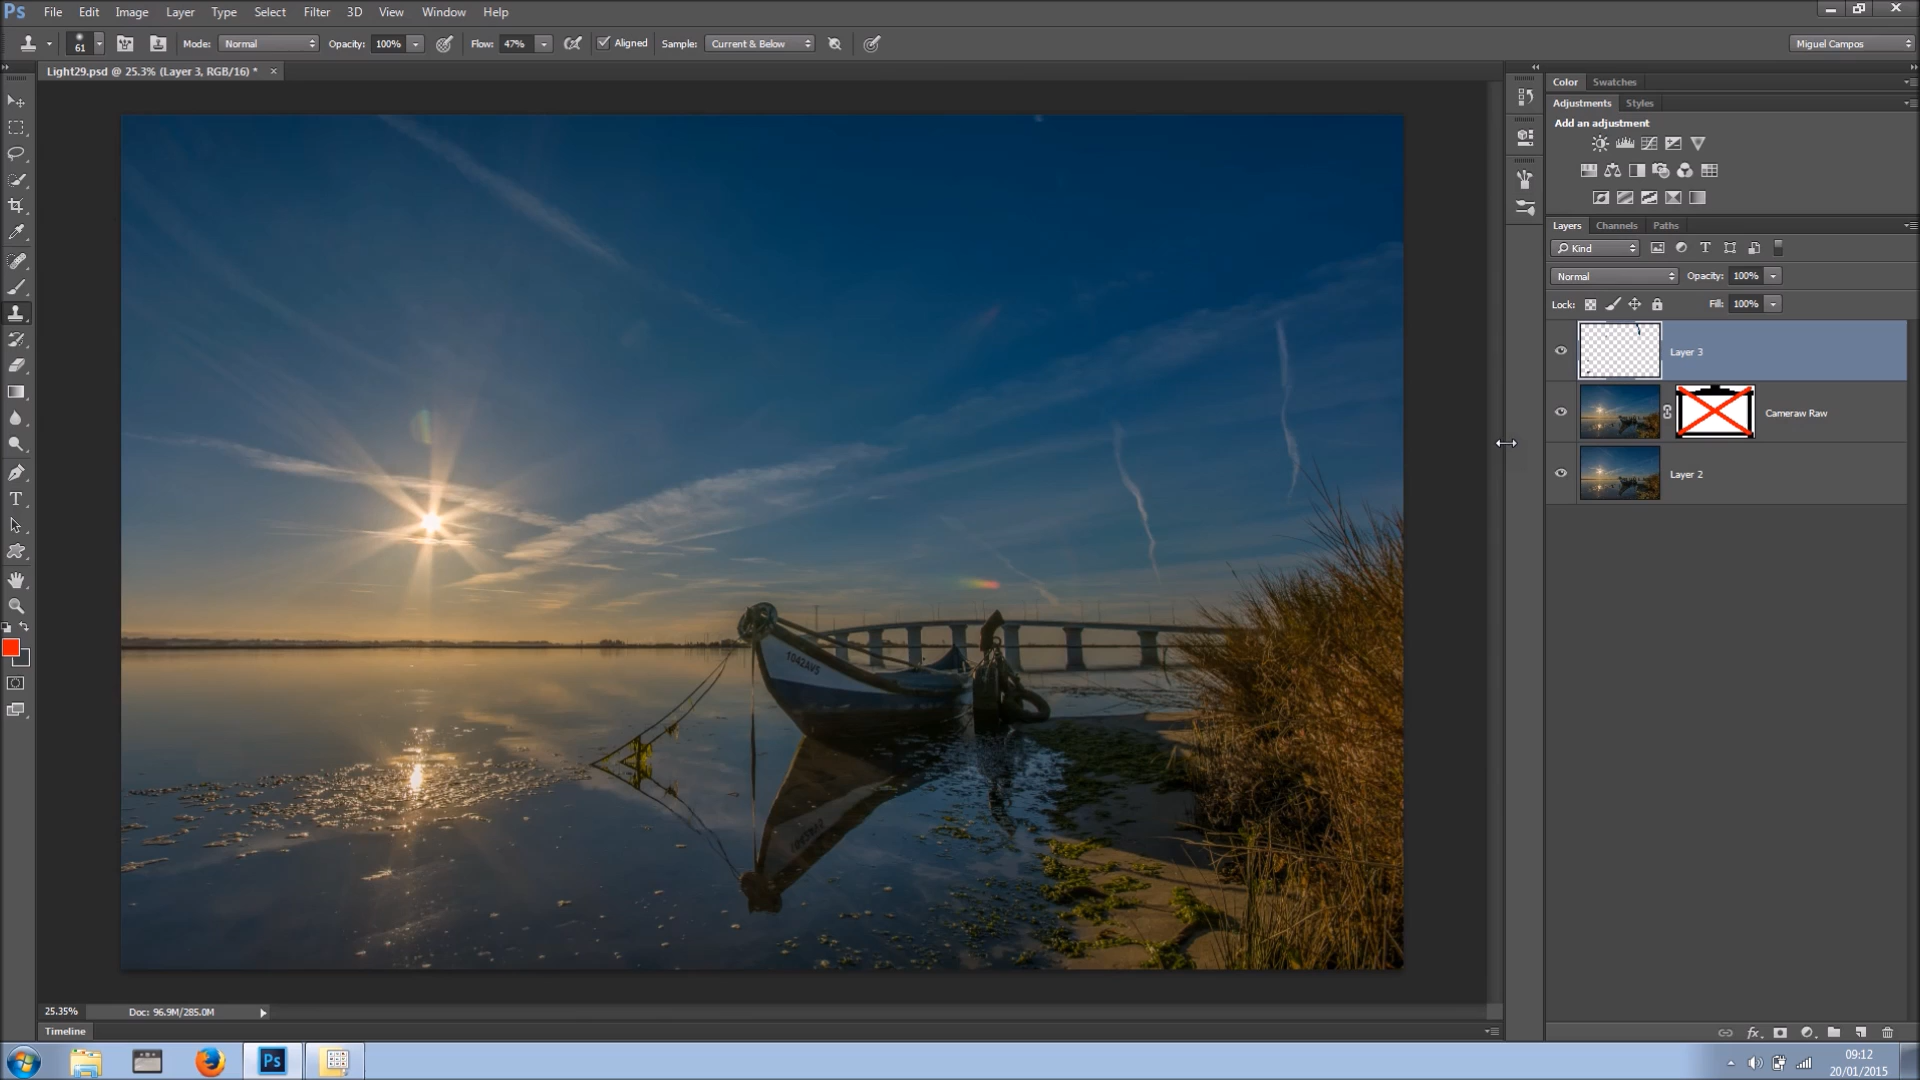 Ps File Edit Image Layer Type Select Filter 3D View Window Help
61 Mode: Normal Opacity: 100% Flow: 47% Aligned Sample: Current & Below Miguel Campos
Light29.psd @ 25.3% (Layer 3, RGB/16) * ×
Color Swatches
Adjustments Styles
Add an adjustment
Layers Channels Paths
Kind T
Normal Opacity: 100%
Lock: Fill: 100%
Layer 3
Cameraw Raw
Layer 2
T
1042AV5
25.35% Doc: 96.9M/285.0M
Timeline
fx
Ps
09:12
20/01/2015